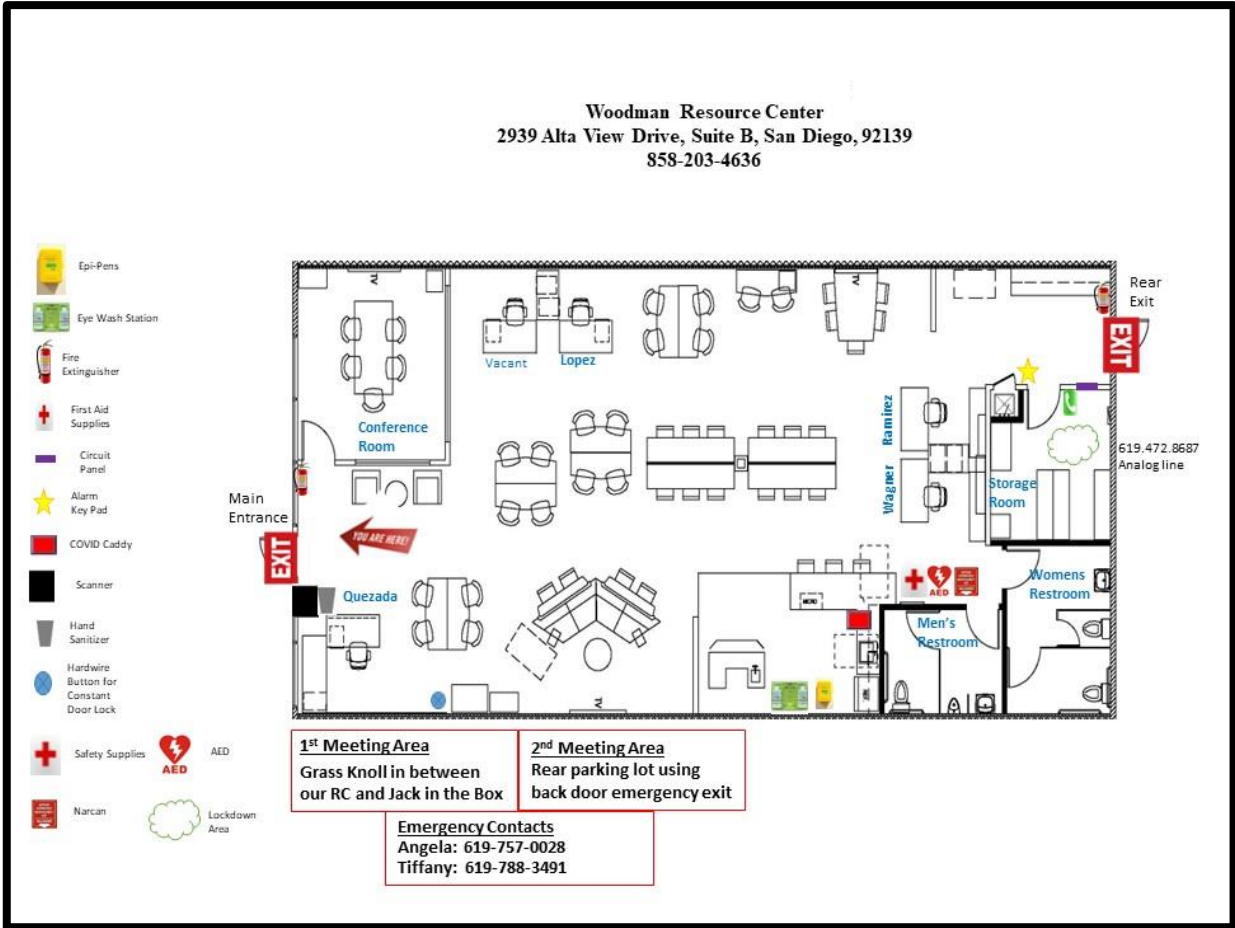 Woodman Resource Center
2939 Alta View Drive, Suite B, San Diego, 92139
858-203-4636
Epi-Pens
Eye Wash Station
Fire
Extinguisher
First Aid
Supplies
Circuit
Panel
Alarm
Key Pad
COVID Caddy
Scanner
Hand
Sanitizer
Hardwire
Button for
Constant
Door Lock
Safety Supplies
AED
AED
Narcan
Lockdown
Area
Main
Entrance
EXIT
YOU ARE HERE!
TV
Conference
Room
Vacant
Lopez
TV
Rear
Exit
EXIT
Ramirez
Wagner
Storage
Room
619.472.8687
Analog line
Quezada
TV
MICRO
AED
Womens
Restroom
Men's
Restroom
1st Meeting Area
Grass Knoll in between
our RC and Jack in the Box
2nd Meeting Area
Rear parking lot using
back door emergency exit
Emergency Contacts
Angela: 619-757-0028
Tiffany: 619-788-3491